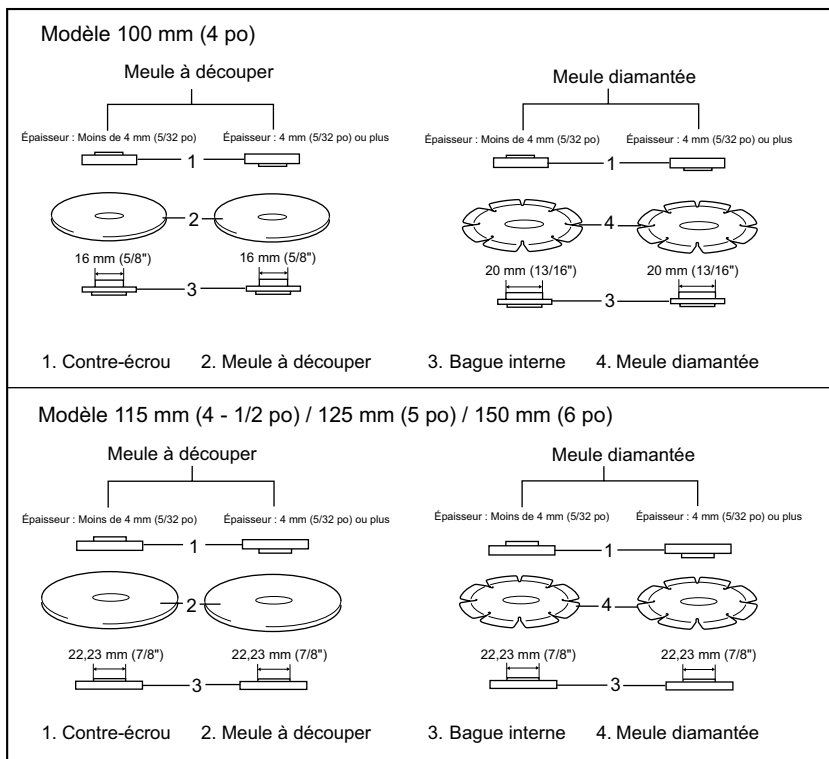 Modèle 100 mm (4 po)
Meule à découper
Épaisseur : Moins de 4 mm (5/32 po)
Épaisseur : 4 mm (5/32 po) ou plus
1
2
16 mm (5/8")
16 mm (5/8")
3
Meule diamantée
Épaisseur : Moins de 4 mm (5/32 po)
Épaisseur : 4 mm (5/32 po) ou plus
1
4
20 mm (13/16")
20 mm (13/16")
3
1. Contre-écrou 2. Meule à découper 3. Bague interne 4. Meule diamantée
Modèle 115 mm (4 - 1/2 po) / 125 mm (5 po) / 150 mm (6 po)
Meule à découper
Épaisseur : Moins de 4 mm (5/32 po)
Épaisseur : 4 mm (5/32 po) ou plus
1
2
22,23 mm (7/8")
22,23 mm (7/8")
3
Meule diamantée
Épaisseur : Moins de 4 mm (5/32 po)
Épaisseur : 4 mm (5/32 po) ou plus
1
4
22,23 mm (7/8")
22,23 mm (7/8")
3
1. Contre-écrou 2. Meule à découper 3. Bague interne 4. Meule diamantée